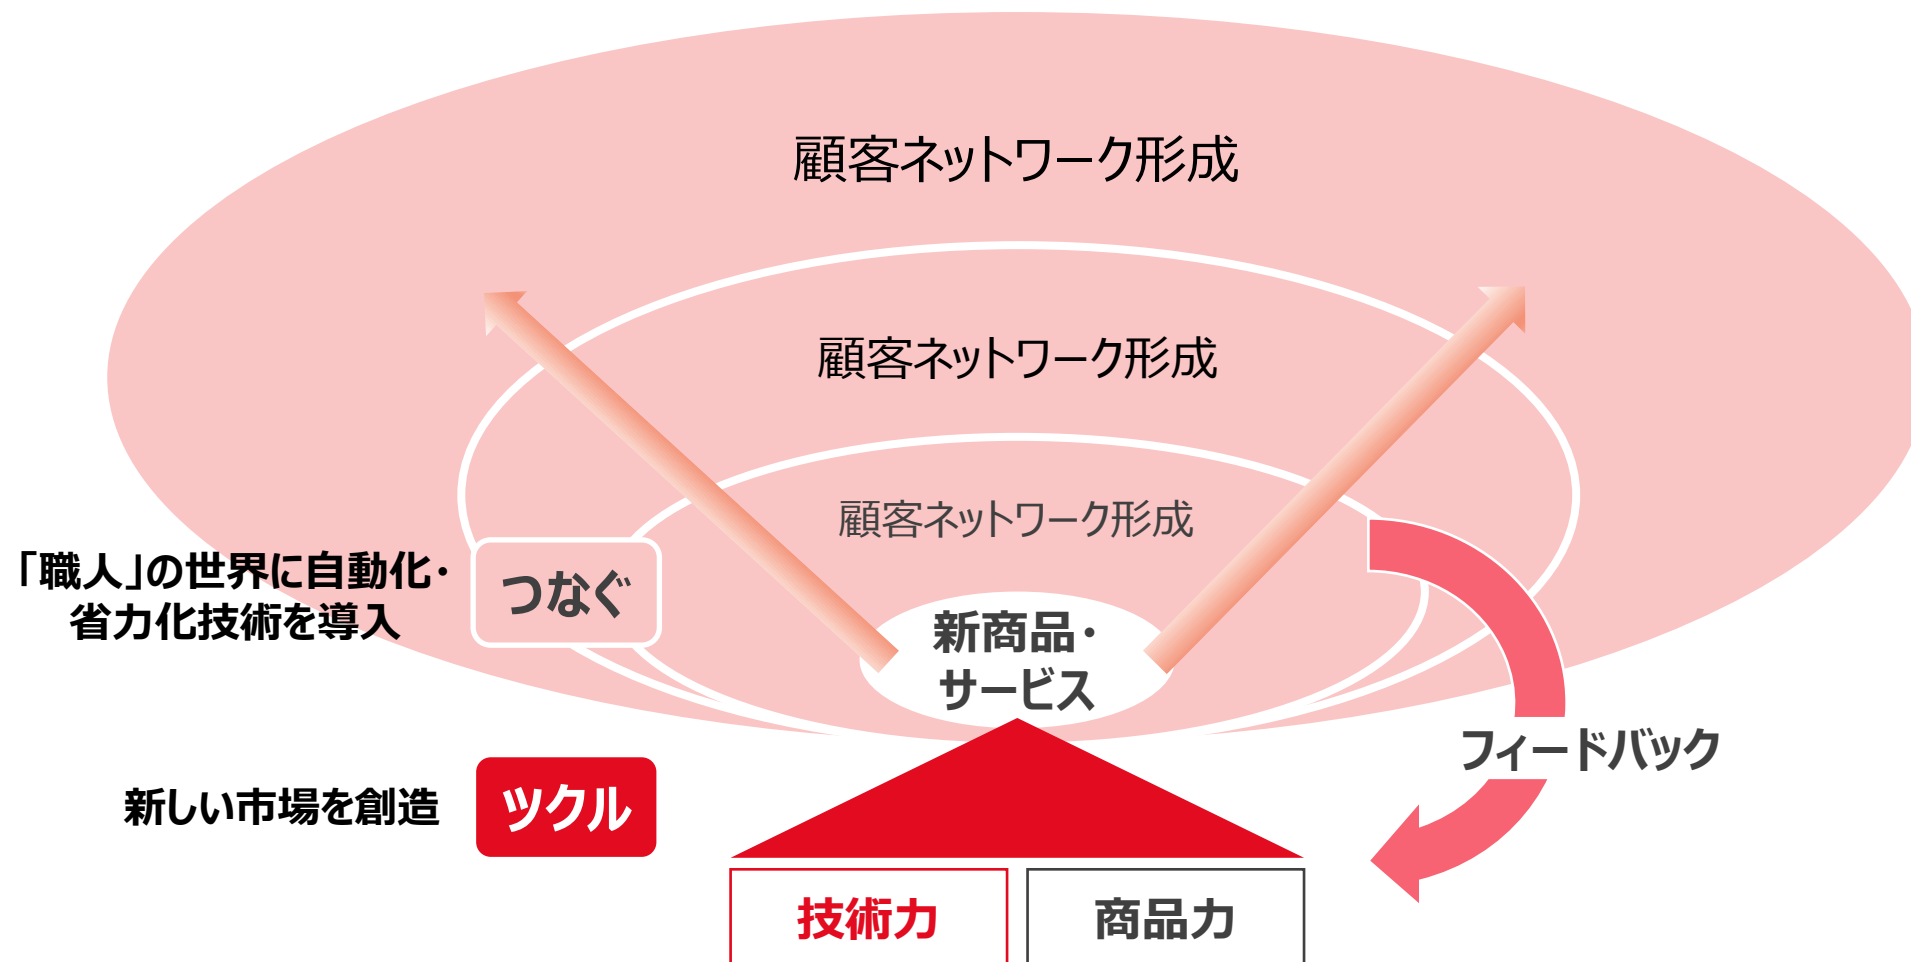 顧客ネットワーク形成
顧客ネットワーク形成
顧客ネットワーク形成
「職人」の世界に自動化・
省力化技術を導入
つなぐ
新商品・
サービス
フィードバック
新しい市場を創造
ツクル
技術力
商品力